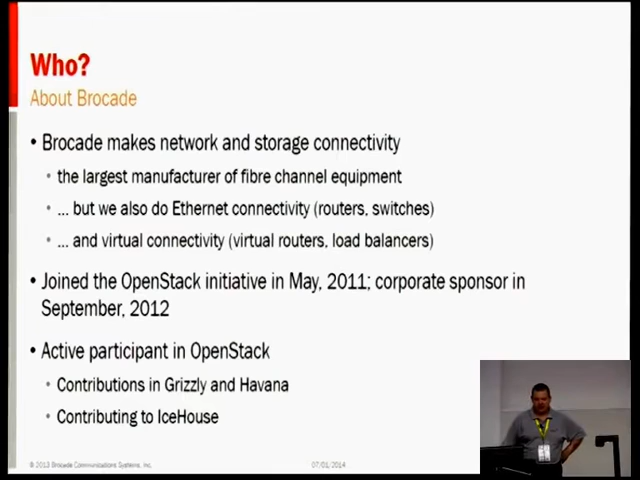 Who?
About Brocade
• Brocade makes network and storage connectivity
• the largest manufacturer of fibre channel equipment
• ... but we also do Ethernet connectivity (routers, switches)
• ... and virtual connectivity (virtual routers, load balancers)
• Joined the OpenStack initiative in May, 2011; corporate sponsor in
September, 2012
• Active participant in OpenStack
• Contributions in Grizzly and Havana
• Contributing to IceHouse
© 2013 Brocade Communications Systems, Inc.
07/01/2014